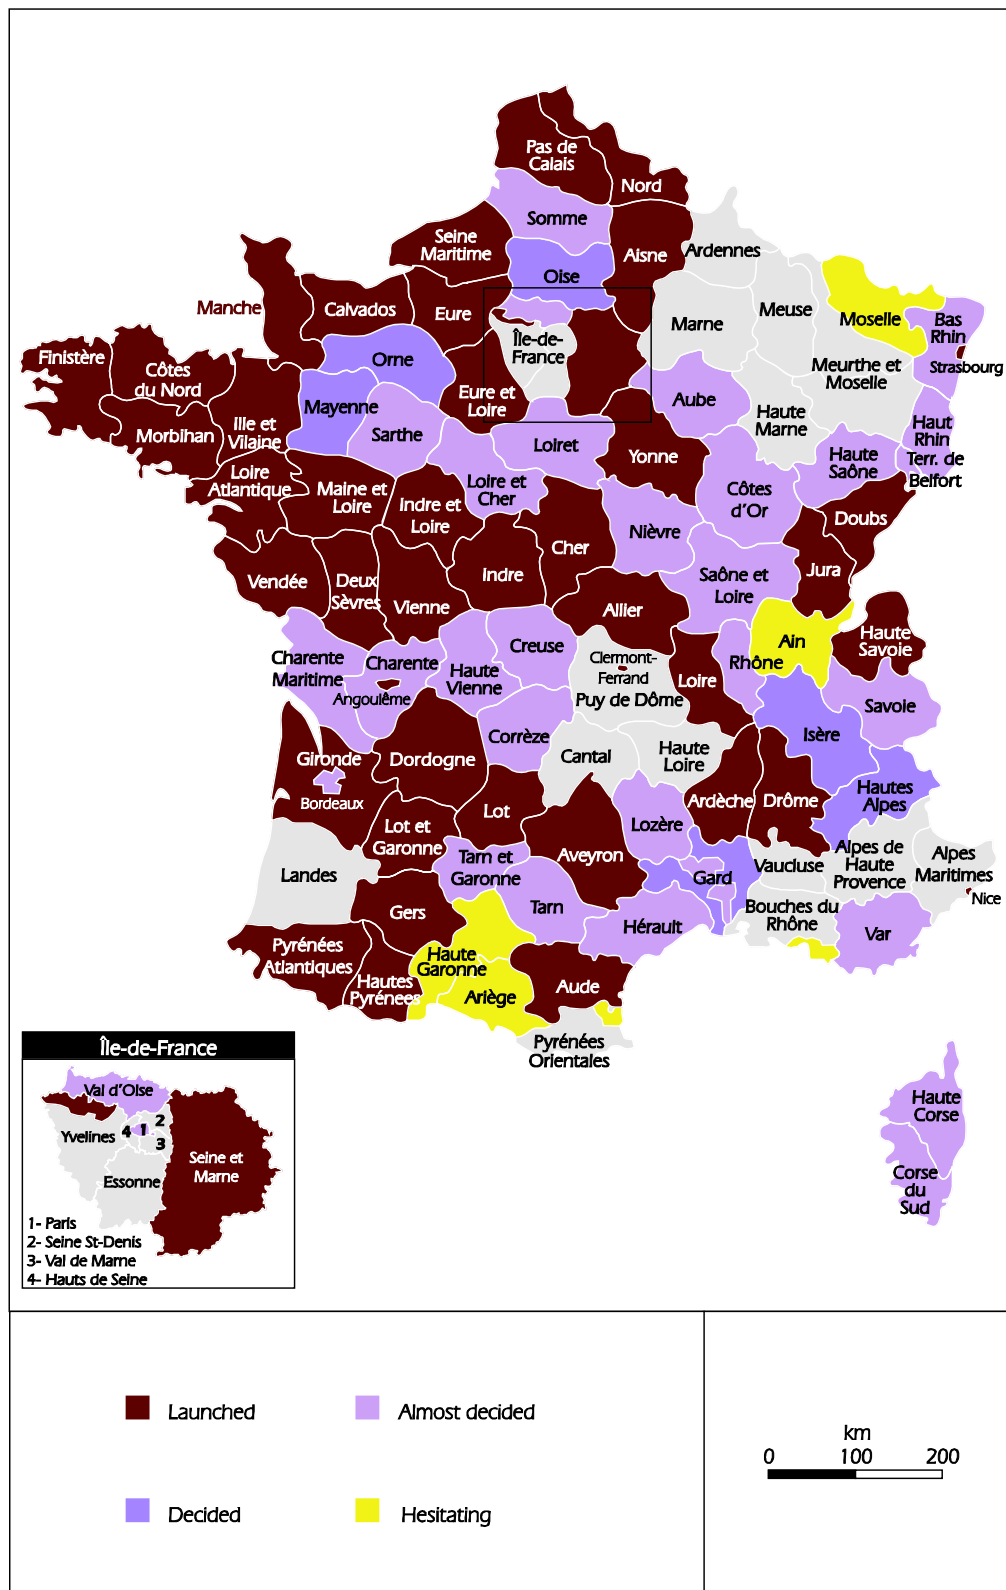 Pas de
Calais
Nord
Somme
Seine
Maritime
Aisne
Ardennes
Oise
Manche
Calvados
Eure
Île-de-
France
Marne
Meuse
Moselle
Bas
Rhin
Strasbourg
Finistère
Côtes
du Nord
Orne
Meurthe et
Moselle
Eure et
Loire
Mayenne
Aube
Morbihan
Ille et
Vilaine
Sarthe
Haute
Marne
Haut
Rhin
Loiret
Yonne
Haute
Saône
Terr. de
Belfort
Loire
Atlantique
Maine et
Loire
Indre et
Loire
Loire et
Cher
Côtes
d'Or
Doubs
Nièvre
Cher
Vendée
Deux
Sèvres
Vienne
Indre
Saône et
Loire
Jura
Allier
Ain
Haute
Savoie
Charente
Maritime
Charente
Angoulême
Haute
Vienne
Creuse
Clermont-
Ferrand
Puy de Dôme
Loire
Rhône
Savoie
Corrèze
Isère
Gironde
Bordeaux
Dordogne
Cantal
Haute
Loire
Ardèche
Drôme
Hautes
Alpes
Lot et
Garonne
Lot
Lozère
Landes
Tarn et
Garonne
Aveyron
Gard
Vaucluse
Alpes de
Haute
Provence
Alpes
Maritimes
Nice
Gers
Tarn
Hérault
Bouches du
Rhône
Var
Pyrénées
Atlantiques
Hautes
Pyrénees
Haute
Garonne
Ariège
Aude
Pyrénées
Orientales
Haute
Corse
Corse
du
Sud
Île-de-France
Val d'Oise
Yvelines
4 1 2
3
Seine et
Marne
Essonne
1- Paris
2- Seine St-Denis
3- Val de Marne
4- Hauts de Seine
Launched
Almost decided
Decided
Hesitating
km
0 100 200